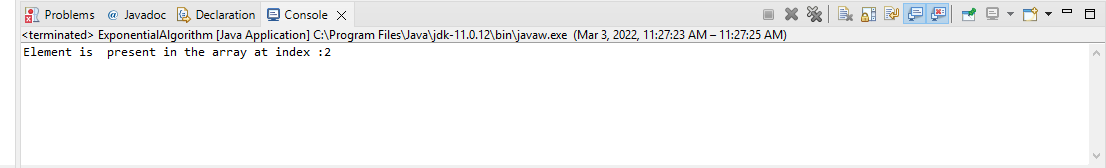 Problems @ Javadoc Declaration Console
<terminated> ExponentialAlgorithm [Java Application] C:\Program Files\Java\jdk-11.0.12\bin\javaw.exe (Mar 3, 2022, 11:27:23 AM – 11:27:25 AM)
Element is  present in the array at index :2